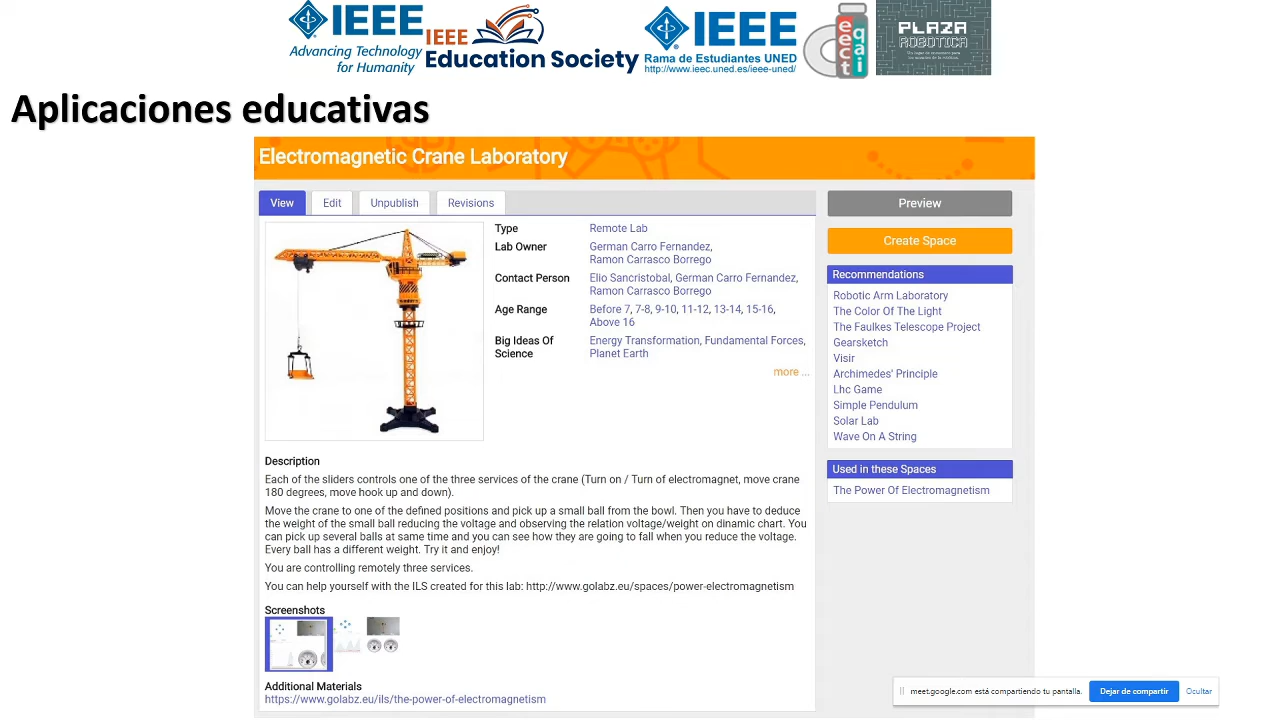 IEEE
Advancing Technology
for Humanity
IEEE
Education Society
IEEE
Rama de Estudiantes UNED
http://www.ieec.uned.es/ieee-uned/
PLAZA
ROBOTICA
Aplicaciones educativas
Electromagnetic Crane Laboratory
View Edit Unpublish Revisions
Preview
Create Space
Type Remote Lab
Lab Owner German Carro Fernandez,
Ramon Carrasco Borrego
Contact Person Elio Sancristobal, German Carro Fernandez,
Ramon Carrasco Borrego
Age Range Before 7, 7-8, 9-10, 11-12, 13-14, 15-16,
Above 16
Big Ideas Of Energy Transformation, Fundamental Forces,
Science Planet Earth
more ...
Recommendations
Robotic Arm Laboratory
The Color Of The Light
The Faulkes Telescope Project
Gearsketch
Visir
Archimedes' Principle
Lhc Game
Simple Pendulum
Solar Lab
Wave On A String
Used in these Spaces
The Power Of Electromagnetism
Description
Each of the sliders controls one of the three services of the crane (Turn on / Turn of electromagnet, move crane
180 degrees, move hook up and down).
Move the crane to one of the defined positions and pick up a small ball from the bowl. Then you have to deduce
the weight of the small ball reducing the voltage and observing the relation voltage/weight on dinamic chart. You
can pick up several balls at same time and you can see how they are going to fall when you reduce the voltage.
Every ball has a different weight. Try it and enjoy!
You are controlling remotely three services.
You can help yourself with the ILS created for this lab: http://www.golabz.eu/spaces/power-electromagnetism
Screenshots
Additional Materials
https://www.golabz.eu/ils/the-power-of-electromagnetism
meet.google.com está compartiendo tu pantalla.
Dejar de compartir
Ocultar